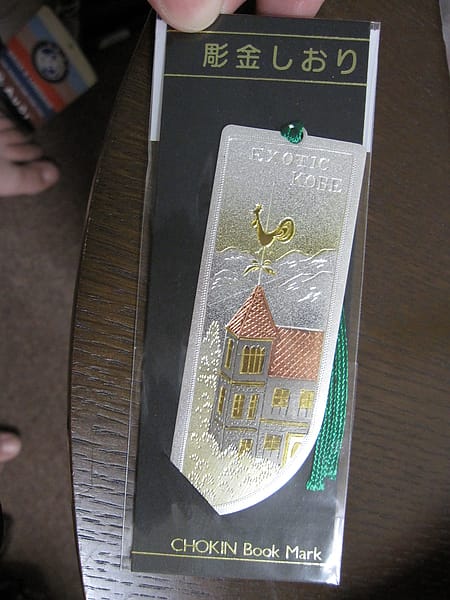 彫金しおり
EXOTIC
KOBE
CHOKIN Book Mark